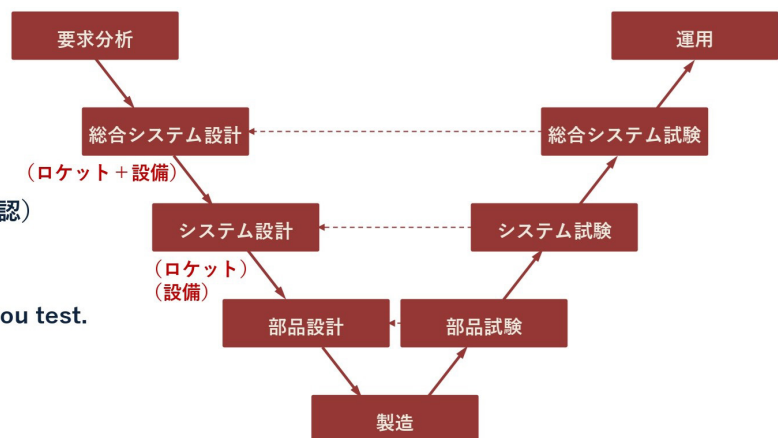 要求分析
運用
総合システム設計
総合システム試験
（ロケット＋設備）
認）
システム設計
システム試験
（ロケット）
（設備）
ou test.
部品設計
部品試験
製造